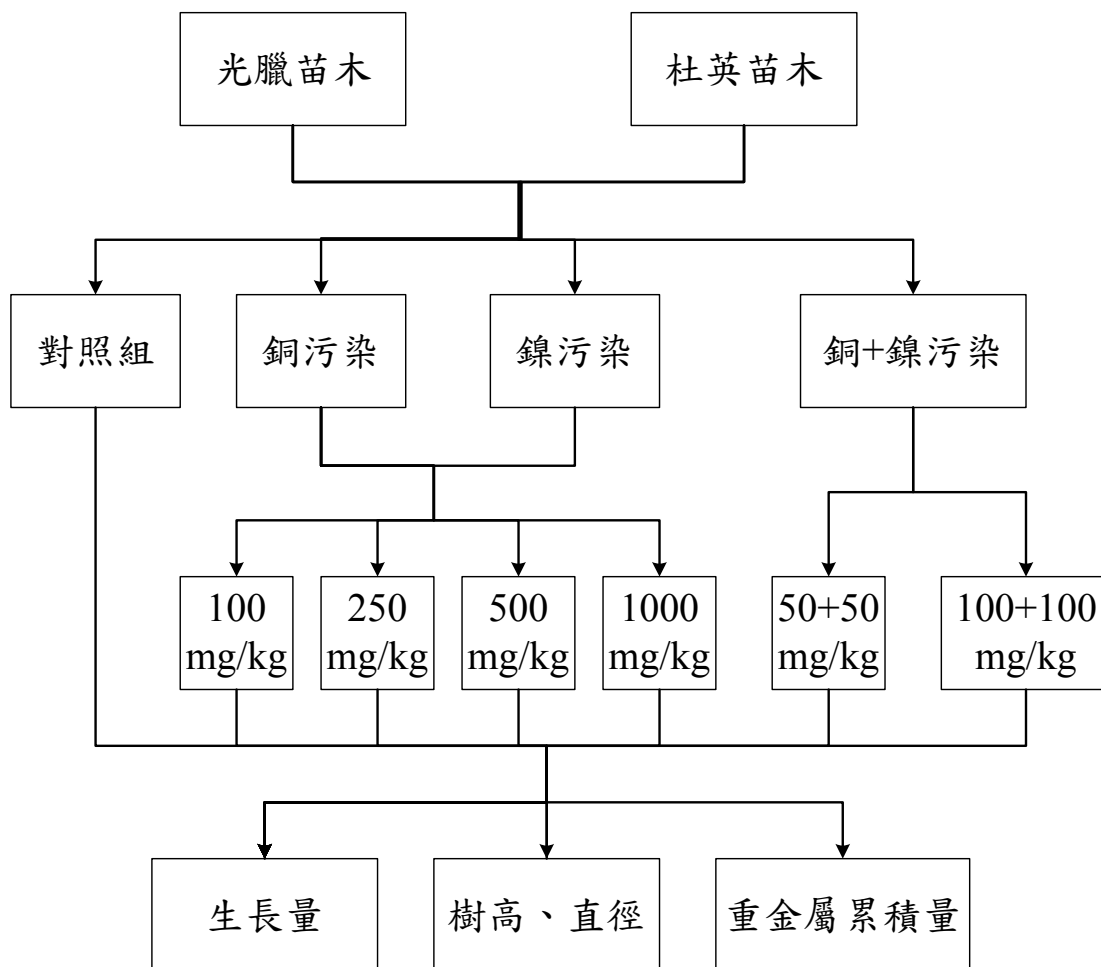 光臘苗木
杜英苗木
對照組
銅污染
鎳污染
銅+鎳污染
100
mg/kg
250
mg/kg
500
mg/kg
1000
mg/kg
50+50
mg/kg
100+100
mg/kg
生長量
樹高、直徑
重金屬累積量